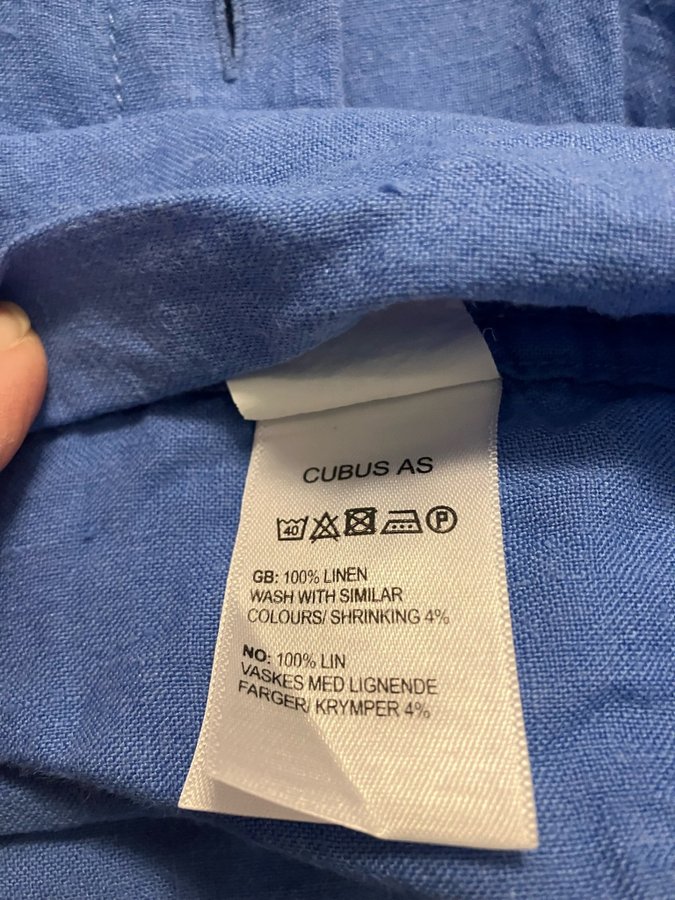 CUBUS AS
40 P
GB: 100% LINEN
WASH WITH SIMILAR
COLOURS/ SHRINKING 4%
NO: 100% LIN
VASKES MED LIGNENDE
FARGER/ KRYMPER 4%